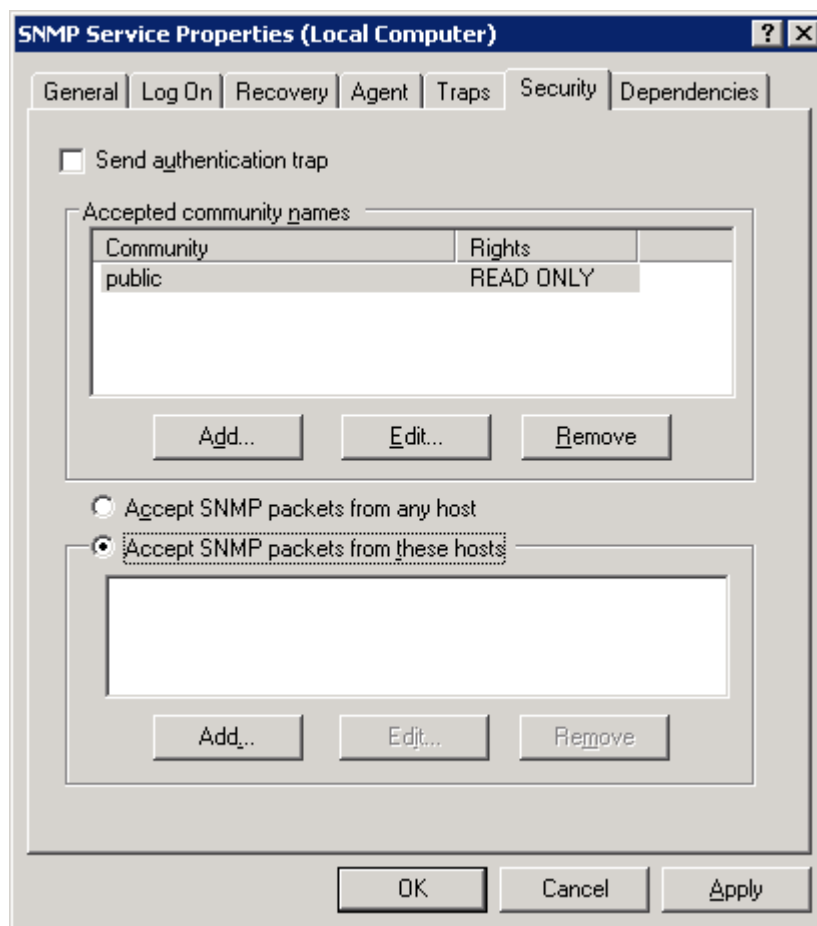 SNMP Service Properties (Local Computer)
General Log On Recovery Agent Traps Security Dependencies
Send authentication trap
Accepted community names
Community Rights
public READ ONLY
Add... Edit... Remove
Accept SNMP packets from any host
Accept SNMP packets from these hosts
Add... Edit... Remove
OK Cancel Apply